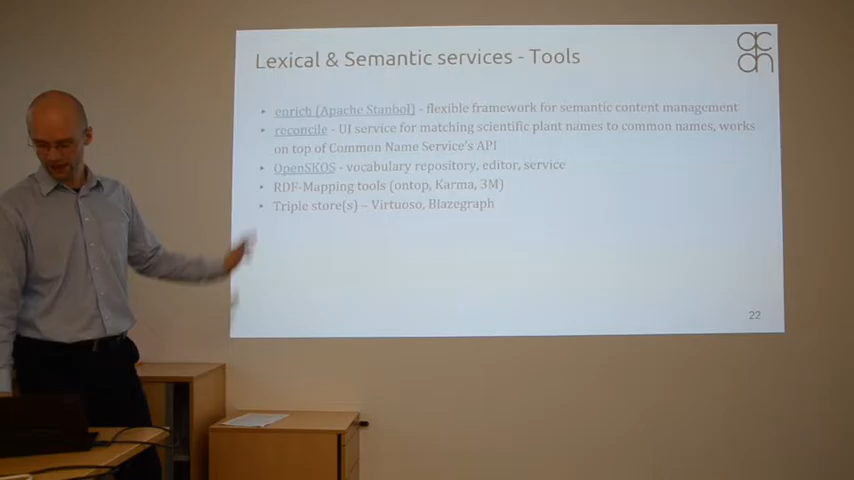 Lexical & Semantic services - Tools
acdh
‣ enrich (Apache Stanbol) - flexible framework for semantic content management
‣ reconcile - UI service for matching scientific plant names to common names, works
on top of Common Name Service's API
‣ OpenSKOS - vocabulary repository, editor, service
‣ RDF-Mapping tools (ontop, Karma, 3M)
‣ Triple store(s) – Virtuoso, Blazegraph
22